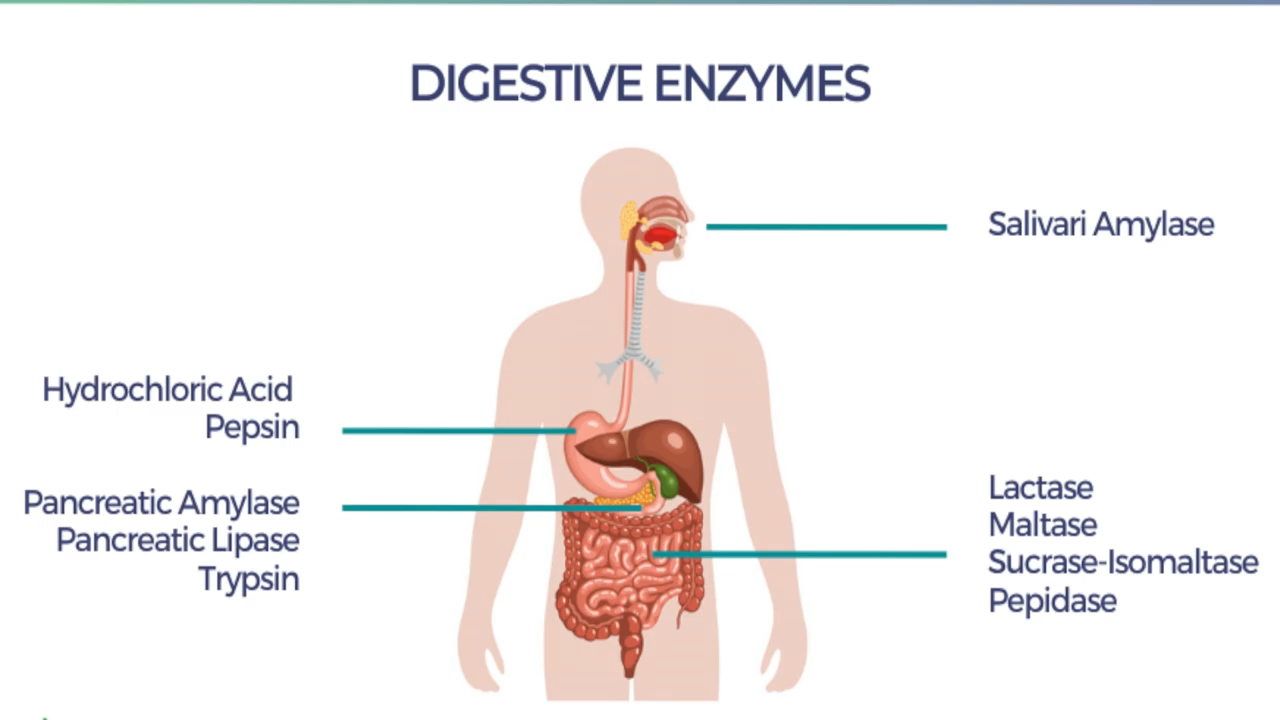 DIGESTIVE ENZYMES
Salivari Amylase
Hydrochloric Acid
Pepsin
Pancreatic Amylase
Pancreatic Lipase
Trypsin
Lactase
Maltase
Sucrase-Isomaltase
Pepidase